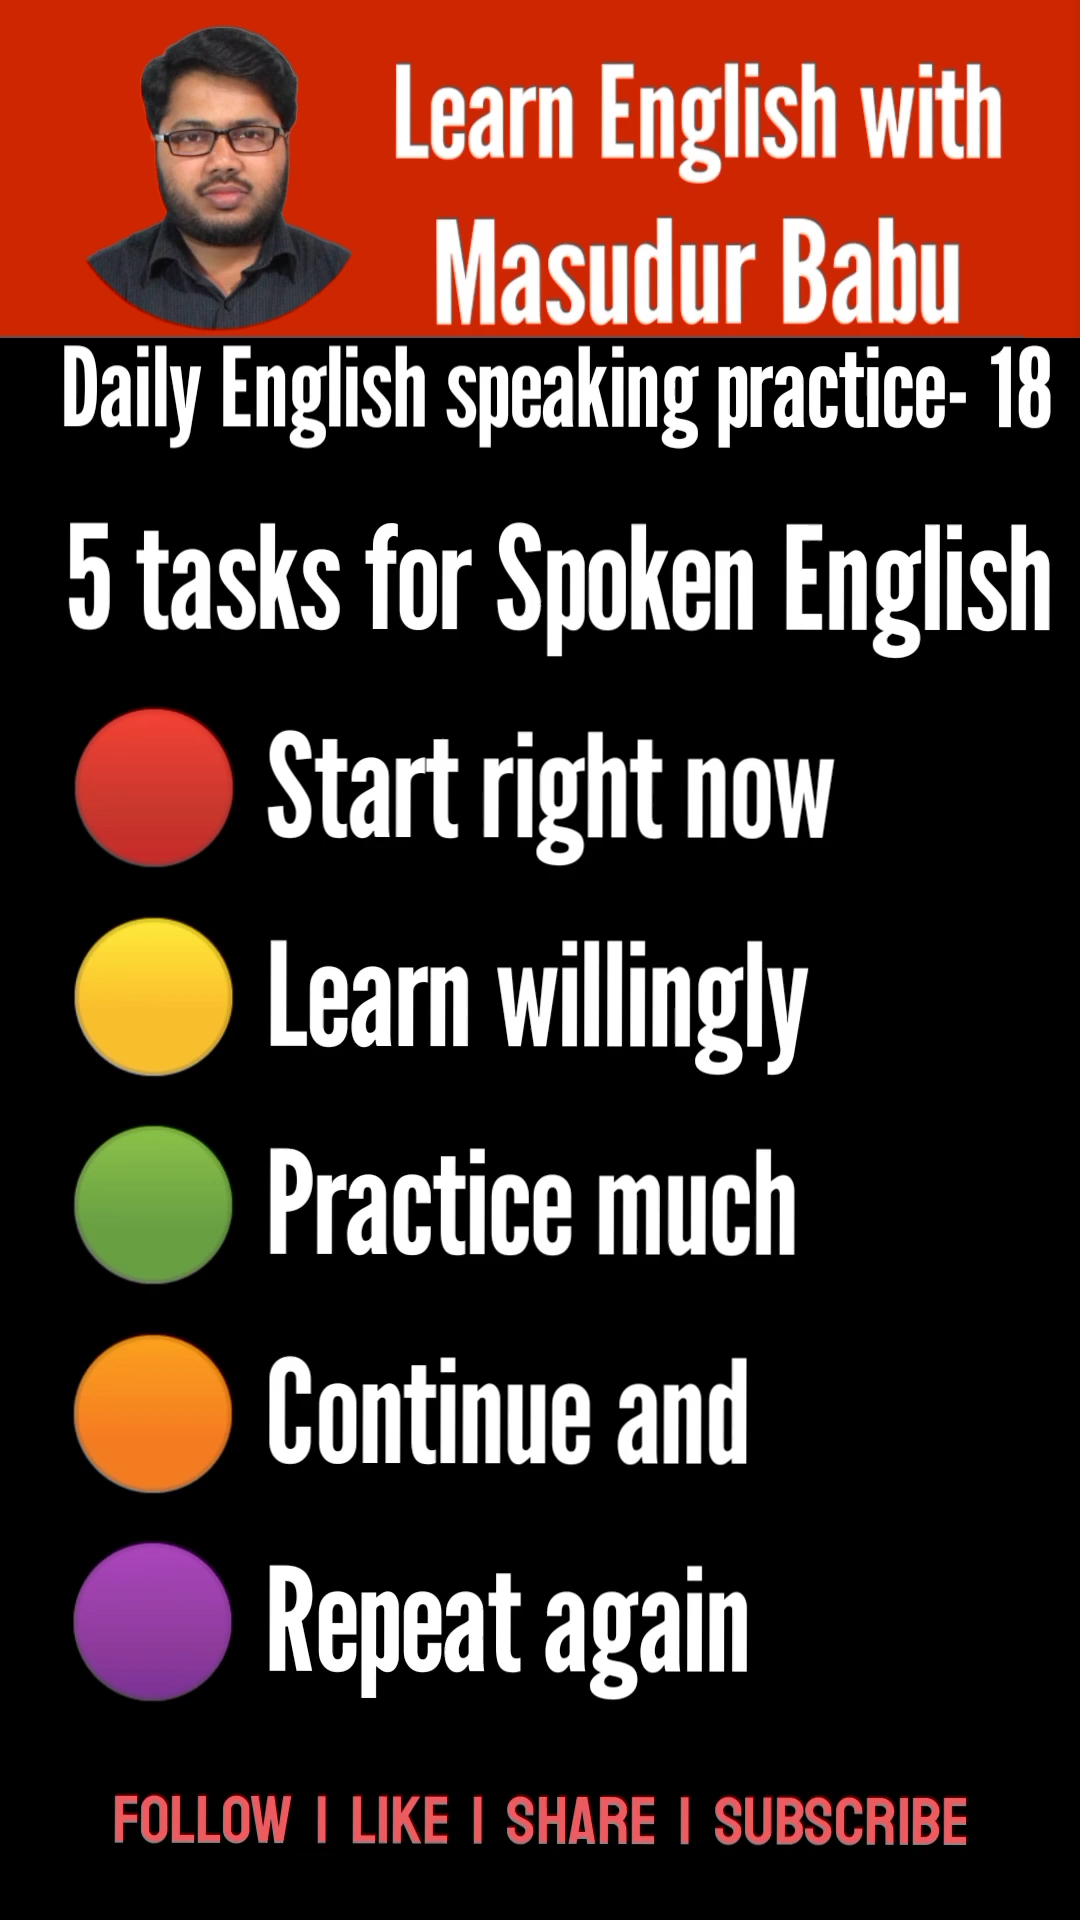 Learn English with
Masudur Babu
Daily English speaking practice- 18
5 tasks for Spoken English
Start right now
Learn willingly
Practice much
Continue and
Repeat again
FOLLOW | LIKE | SHARE | SUBSCRIBE